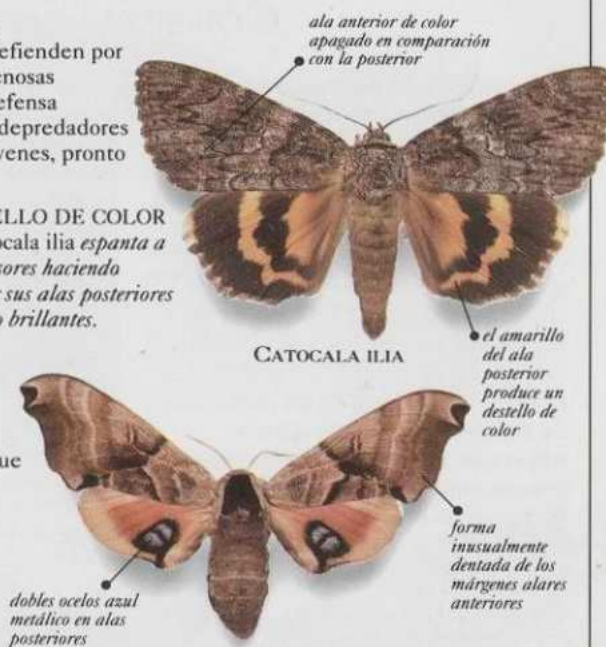 efienden por
enosas
efensa
depredadores
venes, pronto
ELLO DE COLOR
ocala ilia espanta a
sores haciendo
sus alas posteriores
o brillantes.
ue
ala anterior de color
apagado en comparación
con la posterior
CATOCALA ILIA
el amarillo
del ala
posterior
produce un
destello de
color
forma
inusualmente
dentada de los
márgenes alares
anteriores
dobles ocelos azul
metálico en alas
posteriores